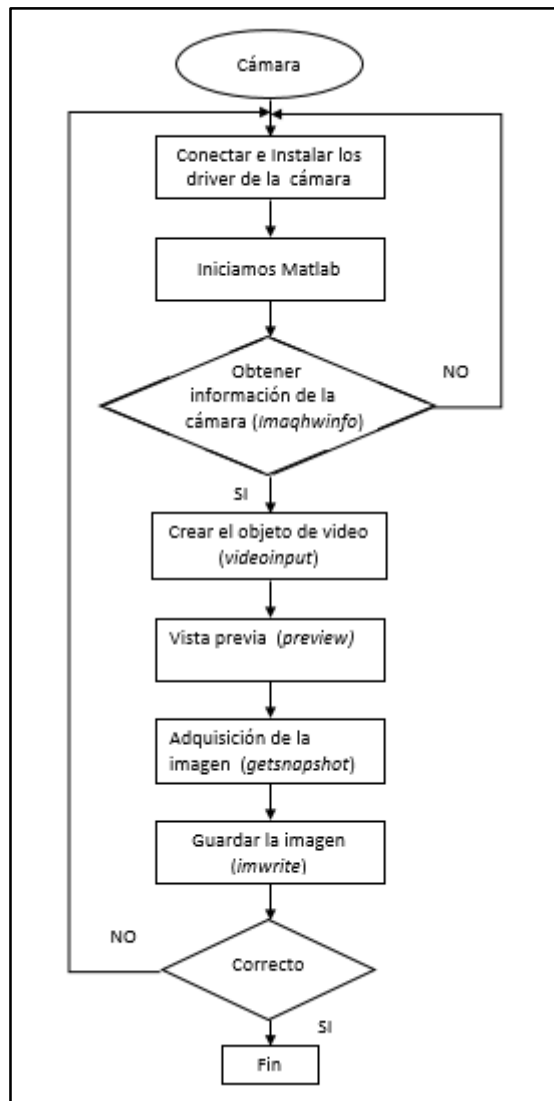 Cámara
Conectar e Instalar los
driver de la cámara
Iniciamos Matlab
Obtener
información de la
cámara (imaqhwinfo)
NO
SI
Crear el objeto de video
(videoinput)
Vista previa (preview)
Adquisición de la
imagen (getsnapshot)
Guardar la imagen
(imwrite)
NO
Correcto
SI
Fin